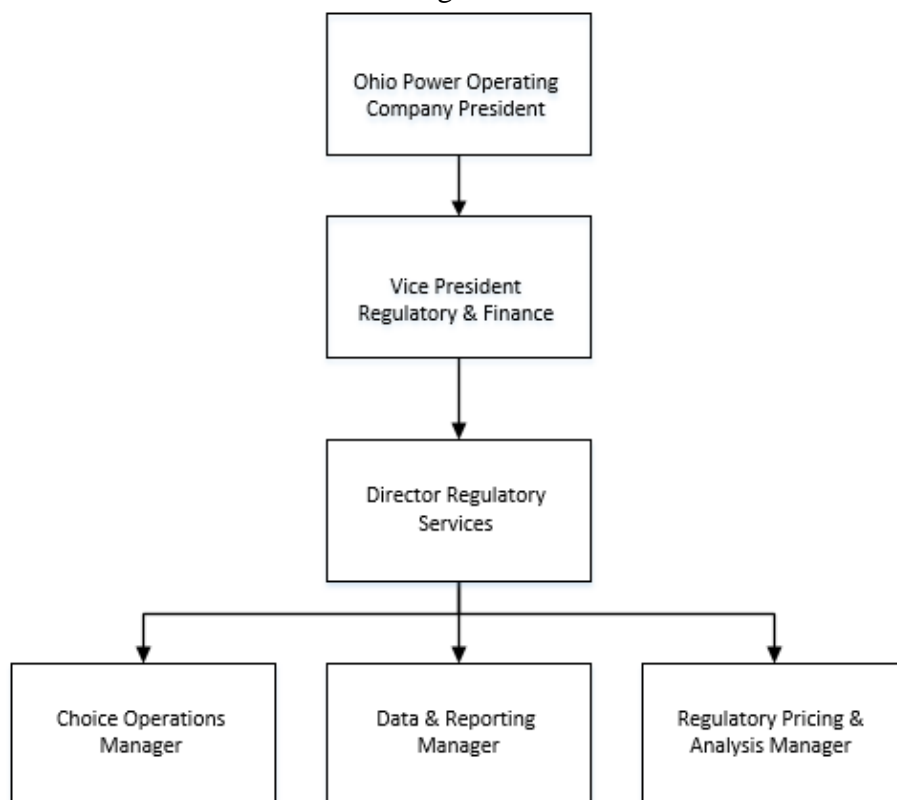 Ohio Power Operating
Company President
Vice President
Regulatory & Finance
Director Regulatory
Services
Choice Operations
Manager
Data & Reporting
Manager
Regulatory Pricing &
Analysis Manager